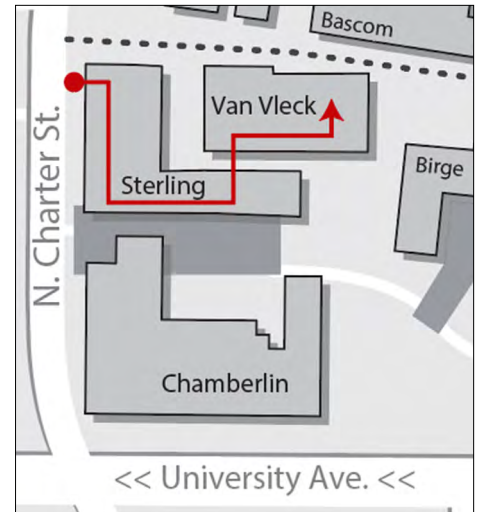 Bascom
Van Vleck
Birge
Sterling
N. Charter St.
Chamberlin
<< University Ave. <<